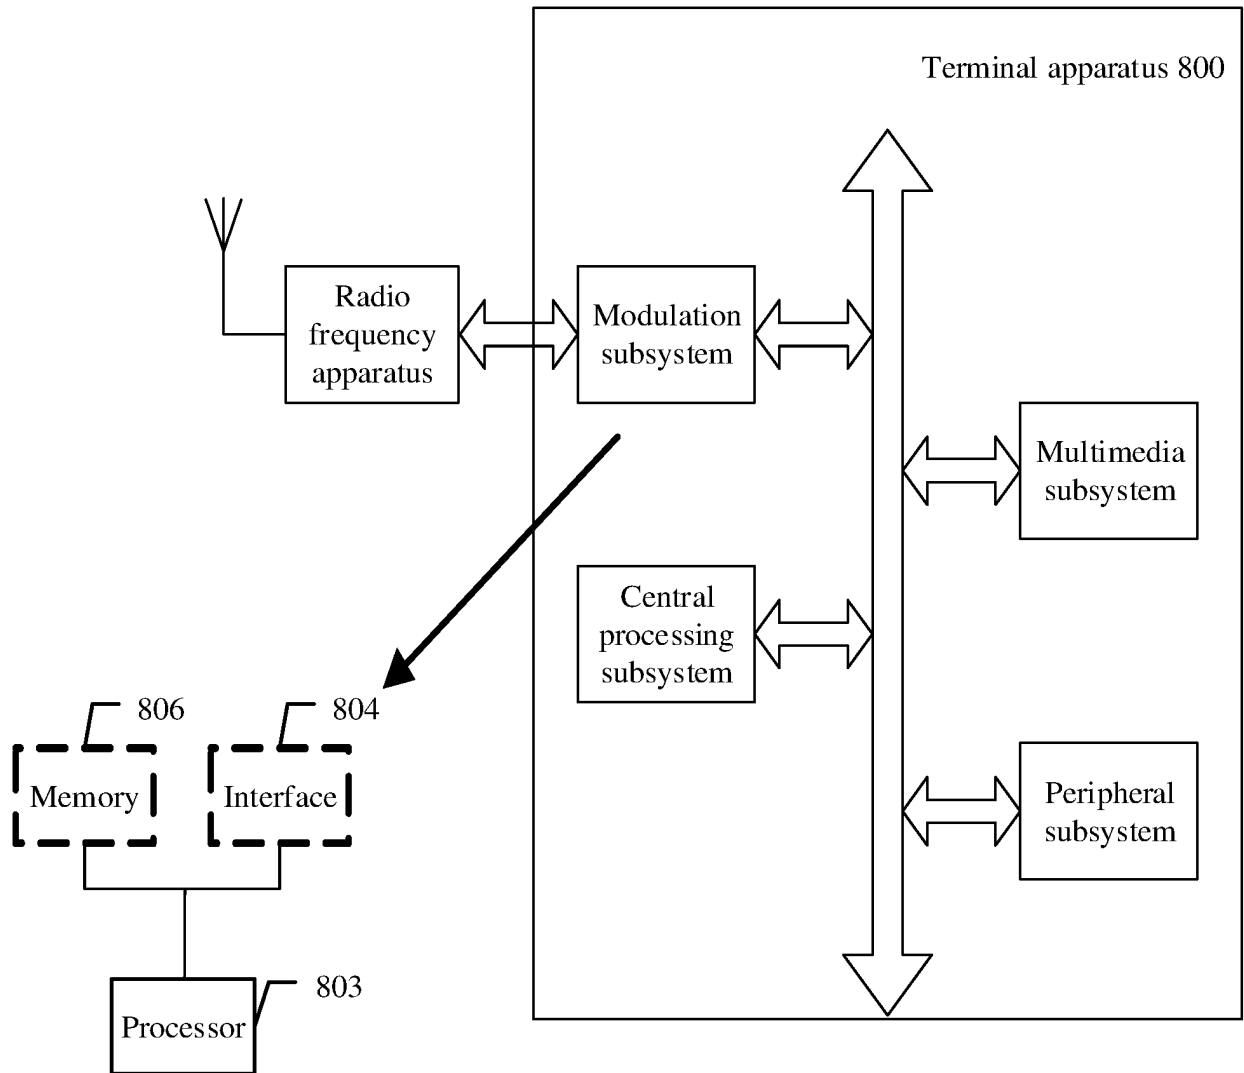 Terminal apparatus 800
Radio
frequency
apparatus
Modulation
subsystem
Multimedia
subsystem
Central
processing
subsystem
806
804
Memory
Interface
Peripheral
subsystem
803
Processor